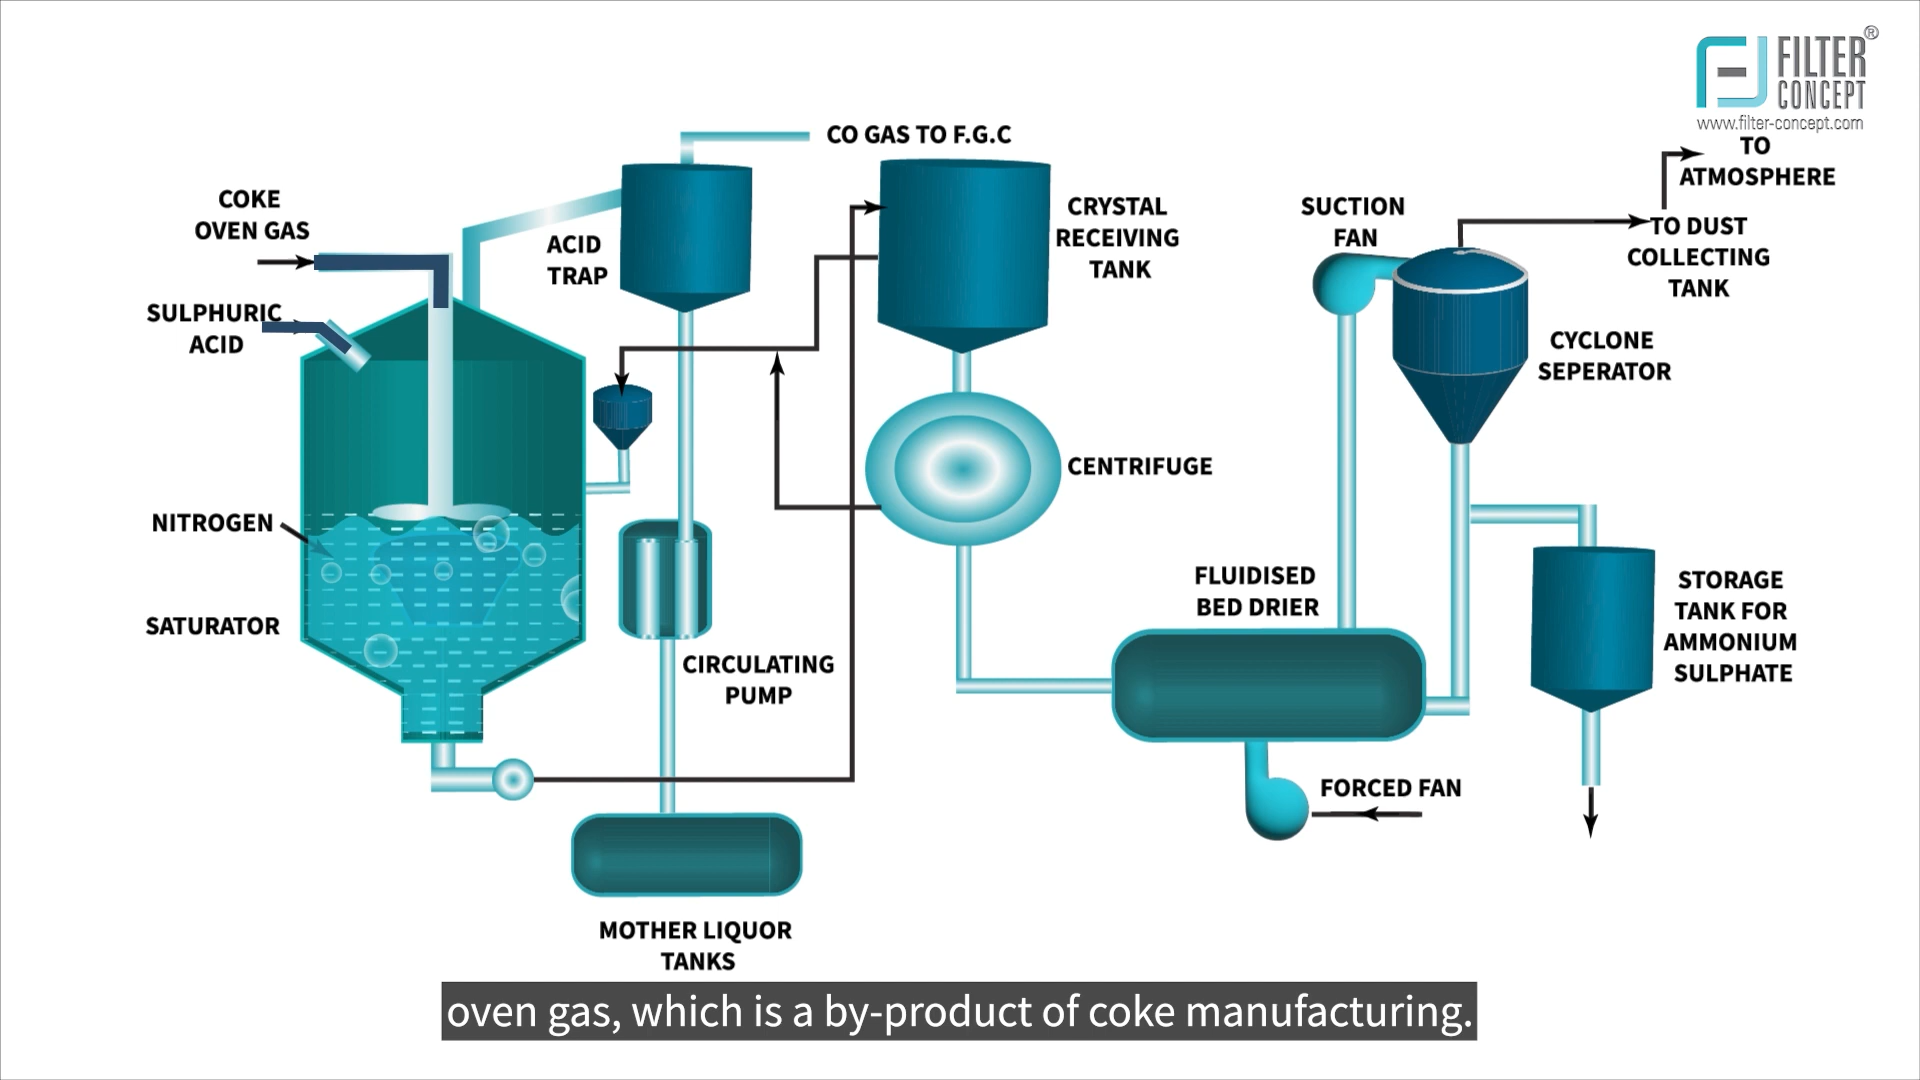 FILTER
CONCEPT
®
www.filter-concept.com
CO GAS TO F.G.C
TO
ATMOSPHERE
COKE
OVEN GAS
ACID
TRAP
CRYSTAL
RECEIVING
TANK
SUCTION
FAN
TO DUST
COLLECTING
TANK
SULPHURIC
ACID
CYCLONE
SEPERATOR
CENTRIFUGE
NITROGEN
SATURATOR
FLUIDISED
BED DRIER
STORAGE
TANK FOR
AMMONIUM
SULPHATE
CIRCULATING
PUMP
FORCED FAN
MOTHER LIQUOR
TANKS
oven gas, which is a by-product of coke manufacturing.